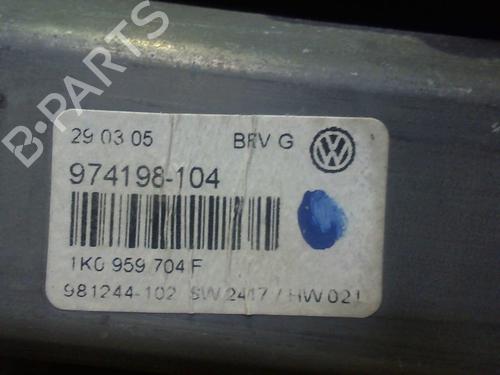 B-PARTS
29 03 05 BRV G
974198-104
1K0 959 704 F
981244-102 SW 2417 / HW 021